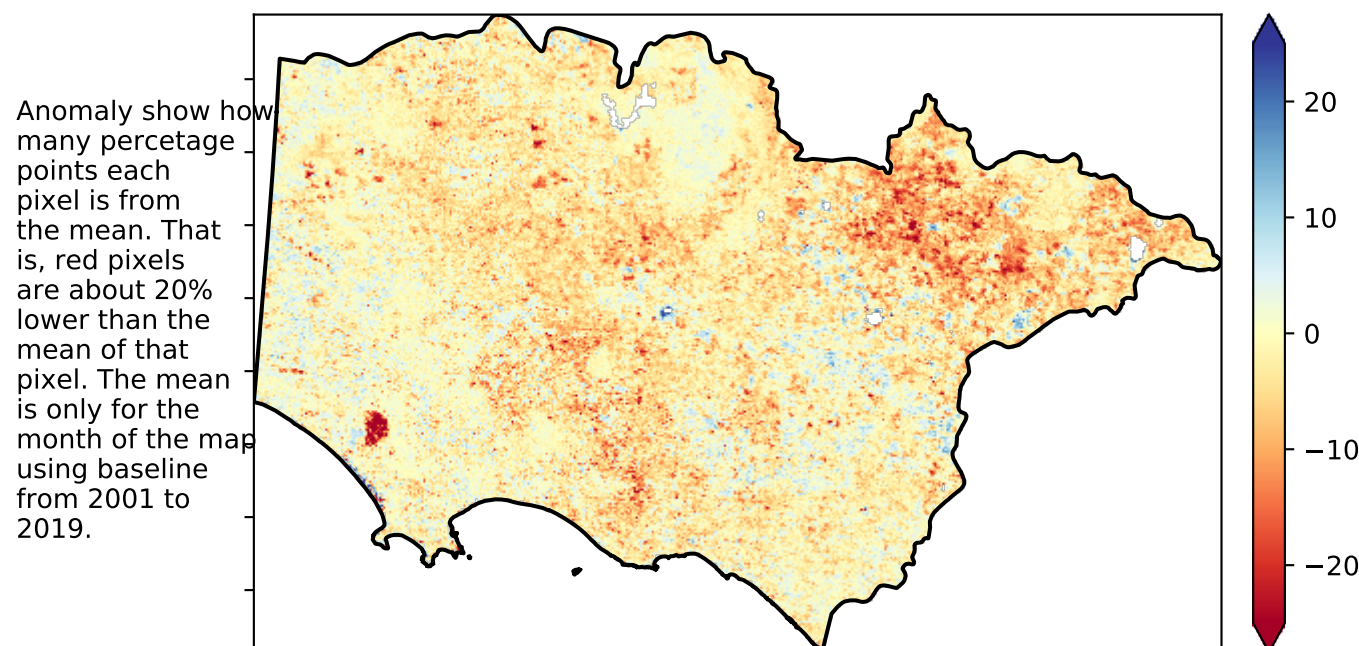 Anomaly show how
many percetage
points each
pixel is from
the mean. That
is, red pixels
are about 20%
lower than the
mean of that
pixel. The mean
is only for the
month of the map
using baseline
from 2001 to
2019.
20
10
0
−10
−20